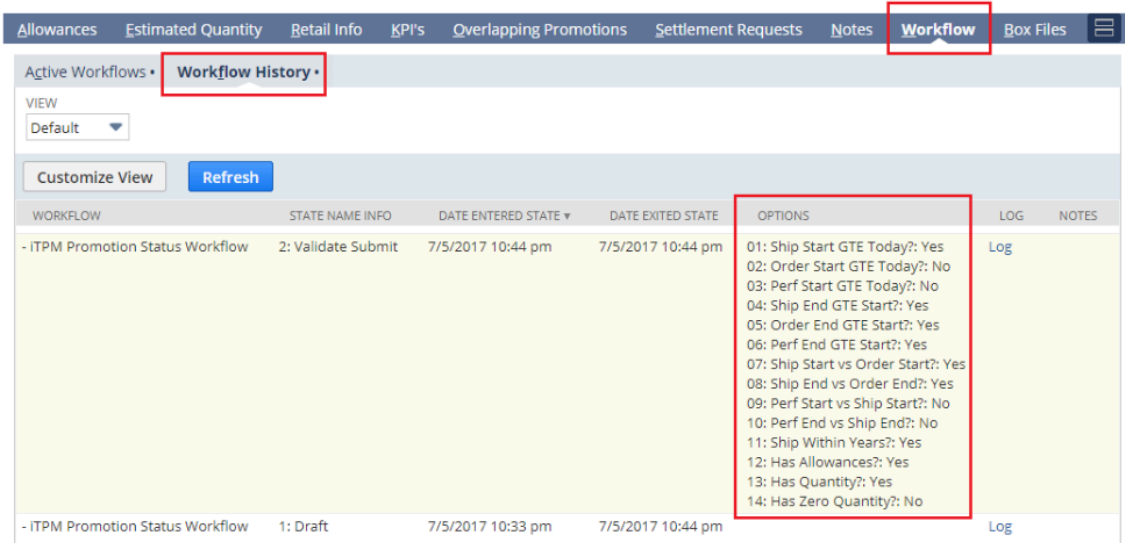 Allowances Estimated Quantity Retail Info KPI's Overlapping Promotions Settlement Requests Notes Workflow Box Files
Active Workflows • Workflow History •
VIEW
Default
Customize View Refresh
WORKFLOW STATE NAME INFO DATE ENTERED STATE ▼ DATE EXITED STATE OPTIONS LOG NOTES
- iTPM Promotion Status Workflow 2: Validate Submit 7/5/2017 10:44 pm 7/5/2017 10:44 pm 01: Ship Start GTE Today?: Yes Log
02: Order Start GTE Today?: No
03: Perf Start GTE Today?: No
04: Ship End GTE Start?: Yes
05: Order End GTE Start?: Yes
06: Perf End GTE Start?: Yes
07: Ship Start vs Order Start?: Yes
08: Ship End vs Order End?: Yes
09: Perf Start vs Ship Start?: No
10: Perf End vs Ship End?: No
11: Ship Within Years?: Yes
12: Has Allowances?: Yes
13: Has Quantity?: Yes
14: Has Zero Quantity?: No
- iTPM Promotion Status Workflow 1: Draft 7/5/2017 10:33 pm 7/5/2017 10:44 pm Log